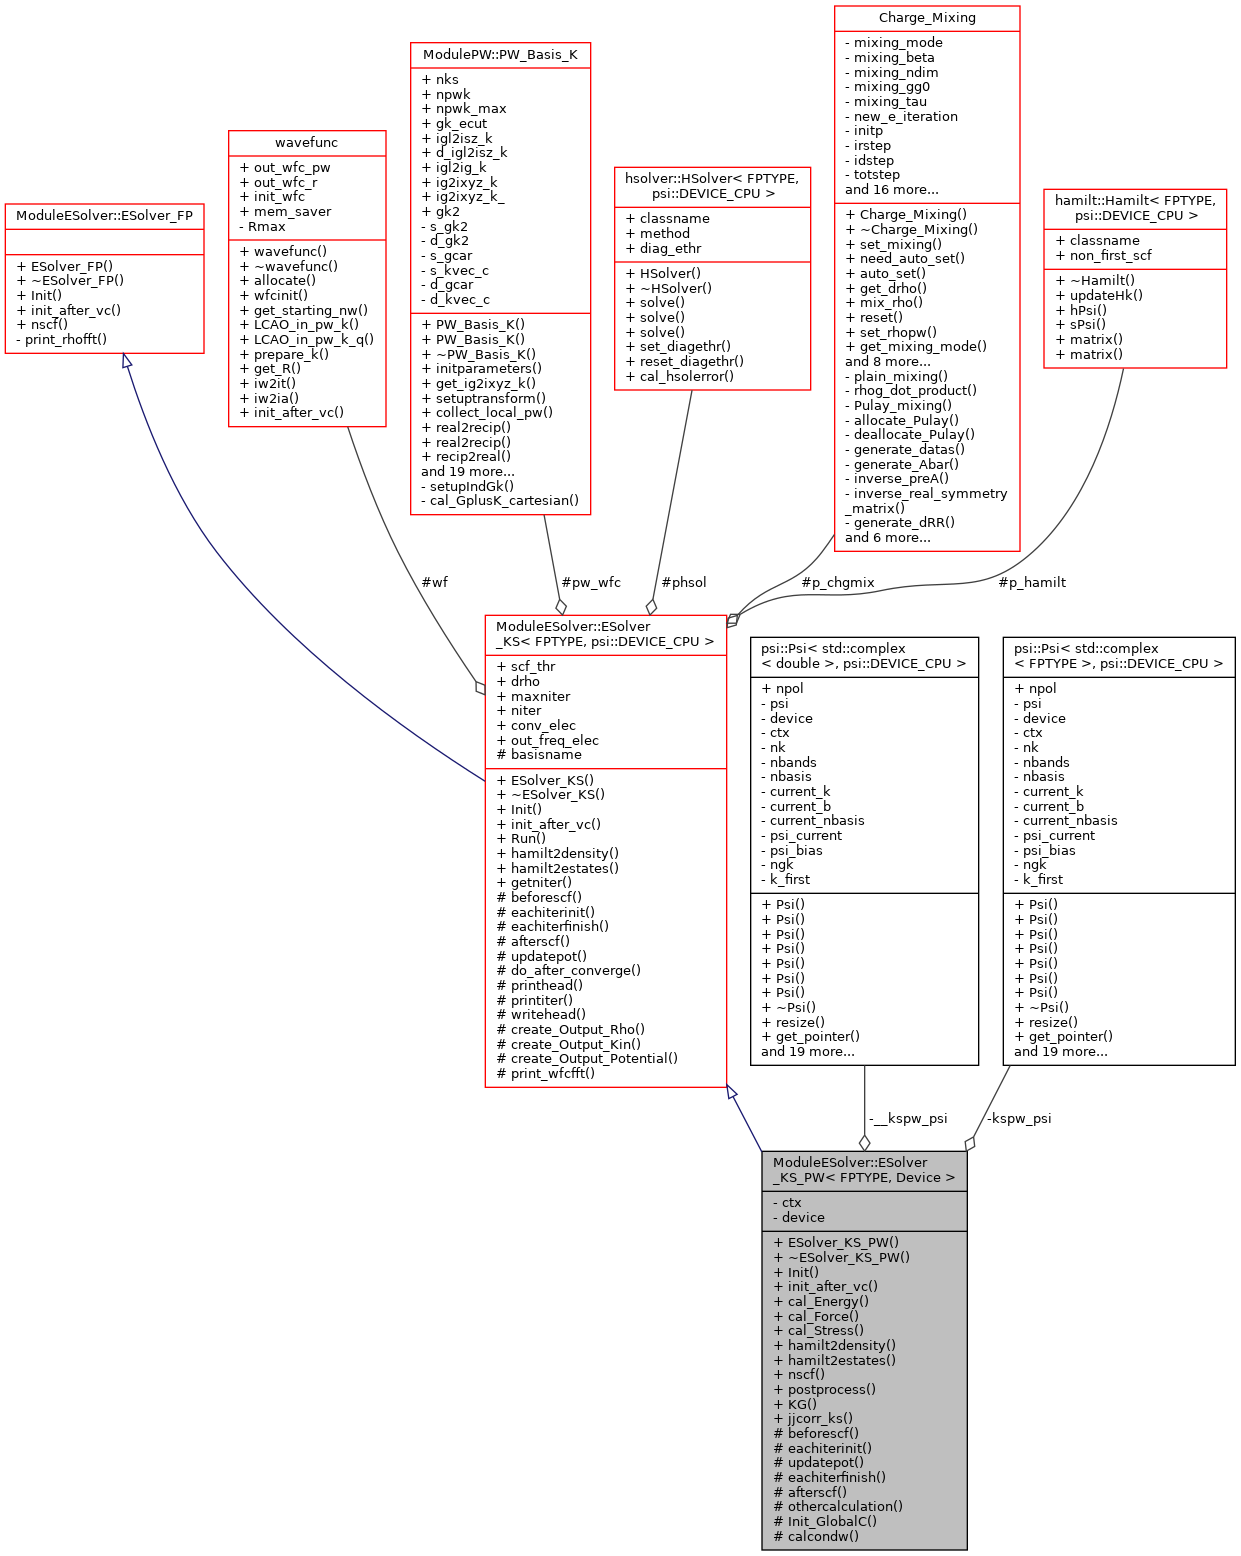 ModuleESolver::ESolver_FP
+ ESolver_FP()
+ ~ESolver_FP()
+ Init()
+ init_after_vc()
+ nscf()
- print_rhofft()
wavefunc
+ out_wfc_pw
+ out_wfc_r
+ init_wfc
+ mem_saver
- Rmax
+ wavefunc()
+ ~wavefunc()
+ allocate()
+ wfcinit()
+ get_starting_nw()
+ LCAO_in_pw_k()
+ LCAO_in_pw_k_q()
+ prepare_k()
+ get_R()
+ iw2it()
+ iw2ia()
+ init_after_vc()
ModulePW::PW_Basis_K
+ nks
+ npwk
+ npwk_max
+ gk_ecut
+ igl2isz_k
+ d_igl2isz_k
+ igl2ig_k
+ ig2ixyz_k
+ ig2ixyz_k_
+ gk2
- s_gk2
- d_gk2
- s_gcar
- s_kvec_c
- d_gcar
- d_kvec_c
+ PW_Basis_K()
+ PW_Basis_K()
+ ~PW_Basis_K()
+ initparameters()
+ get_ig2ixyz_k()
+ setuptransform()
+ collect_local_pw()
+ real2recip()
+ real2recip()
+ recip2real()
and 19 more...
- setupIndGk()
- cal_GplusK_cartesian()
hsolver::HSolver< FPTYPE,
psi::DEVICE_CPU >
+ classname
+ method
+ diag_ethr
+ HSolver()
+ ~HSolver()
+ solve()
+ solve()
+ solve()
+ set_diagethr()
+ reset_diagethr()
+ cal_hsolerror()
Charge_Mixing
- mixing_mode
- mixing_beta
- mixing_ndim
- mixing_gg0
- mixing_tau
- new_e_iteration
- initp
- irstep
- idstep
- totstep
and 16 more...
+ Charge_Mixing()
+ ~Charge_Mixing()
+ set_mixing()
+ need_auto_set()
+ auto_set()
+ get_drho()
+ mix_rho()
+ reset()
+ set_rhopw()
+ get_mixing_mode()
and 8 more...
- plain_mixing()
- rhog_dot_product()
- Pulay_mixing()
- allocate_Pulay()
- deallocate_Pulay()
- generate_datas()
- generate_Abar()
- inverse_preA()
- inverse_real_symmetry
_matrix()
- generate_dRR()
and 6 more...
hamilt::Hamilt< FPTYPE,
psi::DEVICE_CPU >
+ classname
+ non_first_scf
+ ~Hamilt()
+ updateHk()
+ hPsi()
+ sPsi()
+ matrix()
+ matrix()
#wf
#pw_wfc
#phsol
#p_chgmix
#p_hamilt
ModuleESolver::ESolver
_KS< FPTYPE, psi::DEVICE_CPU >
+ scf_thr
+ drho
+ maxniter
+ niter
+ conv_elec
+ out_freq_elec
# basisname
+ ESolver_KS()
+ ~ESolver_KS()
+ Init()
+ init_after_vc()
+ Run()
+ hamilt2density()
+ hamilt2estates()
+ getniter()
# beforescf()
# eachiterinit()
# eachiterfinish()
# afterscf()
# updatepot()
# do_after_converge()
# printhead()
# printiter()
# writehead()
# create_Output_Rho()
# create_Output_Kin()
# create_Output_Potential()
# print_wfcfft()
psi::Psi< std::complex
< double >, psi::DEVICE_CPU >
+ npol
- psi
- device
- ctx
- nk
- nbands
- nbasis
- current_k
- current_b
- current_nbasis
- psi_current
- psi_bias
- ngk
- k_first
+ Psi()
+ Psi()
+ Psi()
+ Psi()
+ Psi()
+ Psi()
+ Psi()
+ ~Psi()
+ resize()
+ get_pointer()
and 19 more...
psi::Psi< std::complex
< FPTYPE >, psi::DEVICE_CPU >
+ npol
- psi
- device
- ctx
- nk
- nbands
- nbasis
- current_k
- current_b
- current_nbasis
- psi_current
- psi_bias
- ngk
- k_first
+ Psi()
+ Psi()
+ Psi()
+ Psi()
+ Psi()
+ Psi()
+ Psi()
+ ~Psi()
+ resize()
+ get_pointer()
and 19 more...
-__kspw_psi
-kspw_psi
ModuleESolver::ESolver
_KS_PW< FPTYPE, Device >
- ctx
- device
+ ESolver_KS_PW()
+ ~ESolver_KS_PW()
+ Init()
+ init_after_vc()
+ cal_Energy()
+ cal_Force()
+ cal_Stress()
+ hamilt2density()
+ hamilt2estates()
+ nscf()
+ postprocess()
+ KG()
+ jjcorr_ks()
# beforescf()
# eachiterinit()
# updatepot()
# eachiterfinish()
# afterscf()
# othercalculation()
# Init_GlobalC()
# calcondw()